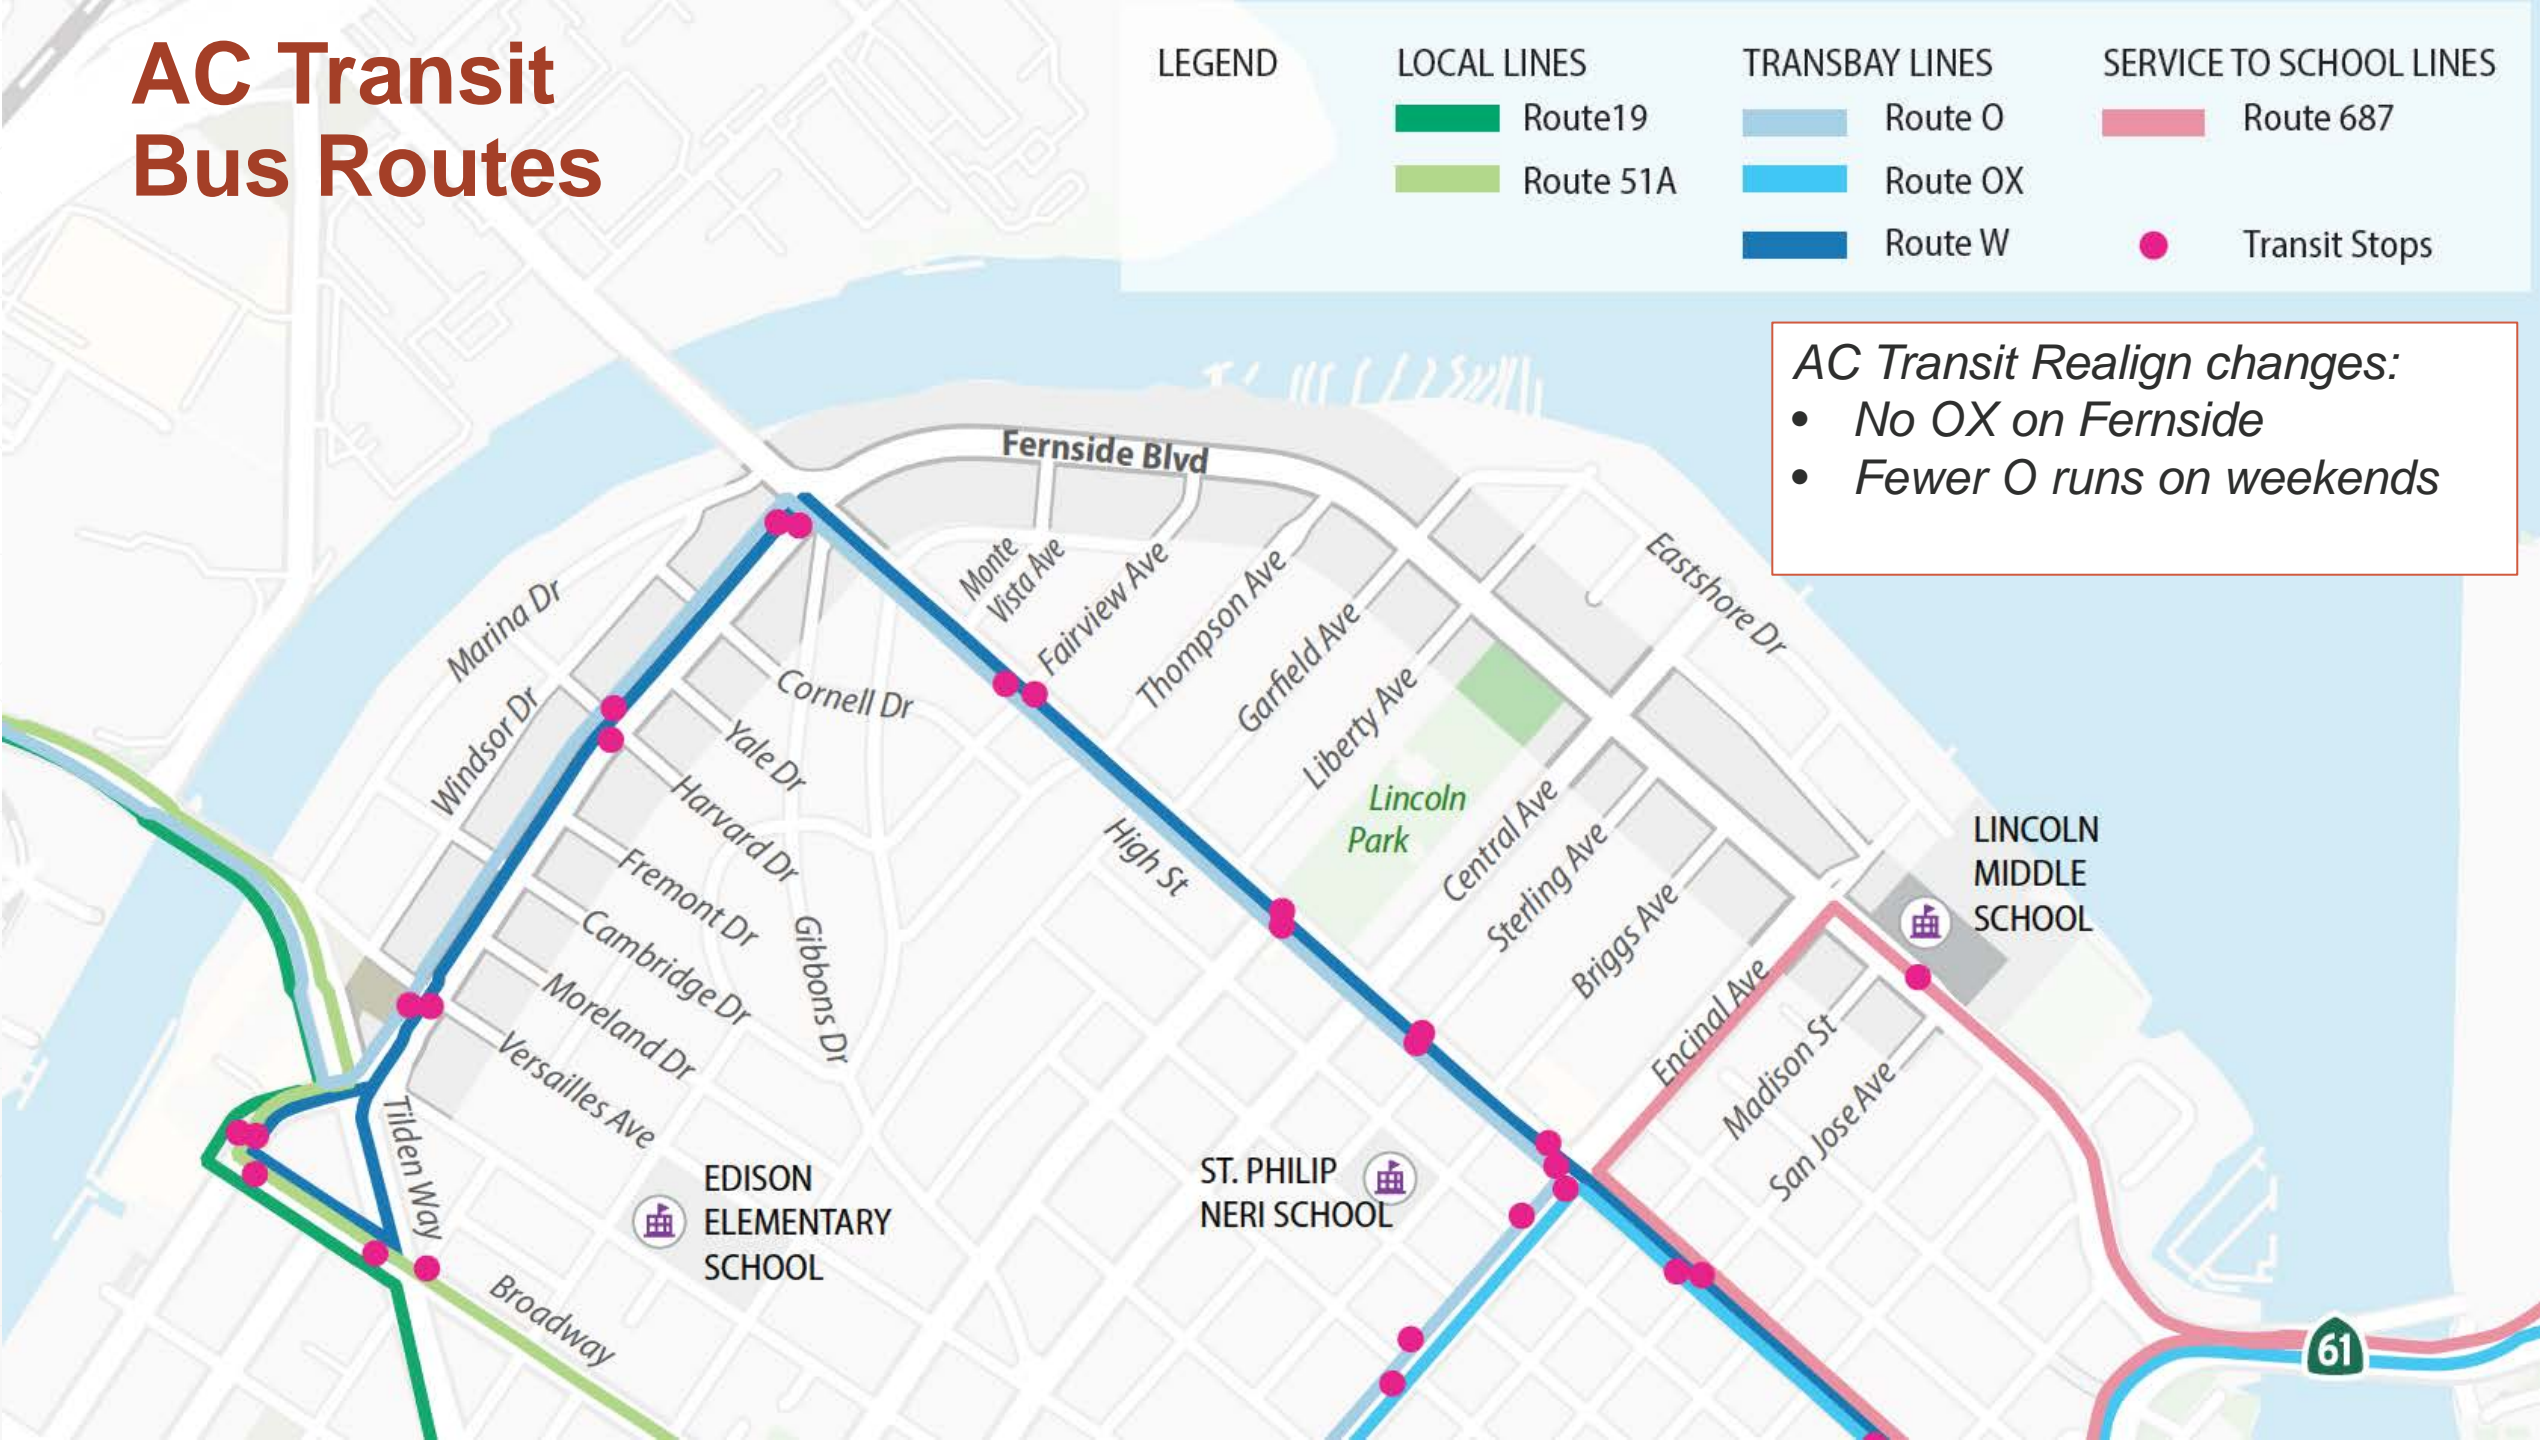 AC Transit
Bus Routes
LEGEND
LOCAL LINES
Route19
Route 51A
TRANSBAY LINES
Route O
Route OX
Route W
SERVICE TO SCHOOL LINES
Route 687
Transit Stops
AC Transit Realign changes:
• No OX on Fernside
• Fewer O runs on weekends
Fernside Blvd
Marina Dr
Windsor Dr
Monte
Vista Ave
Fairview Ave
Thompson Ave
Garfield Ave
Liberty Ave
Eastshore Dr
Cornell Dr
Yale Dr
Harvard Dr
Fremont Dr
Cambridge Dr
Moreland Dr
Versailles Ave
Gibbons Dr
High St
Lincoln
Park
Central Ave
Sterling Ave
Briggs Ave
Encinal Ave
Madison St
San Jose Ave
LINCOLN
MIDDLE
SCHOOL
Tilden Way
EDISON
ELEMENTARY
SCHOOL
ST. PHILIP
NERI SCHOOL
Broadway
61